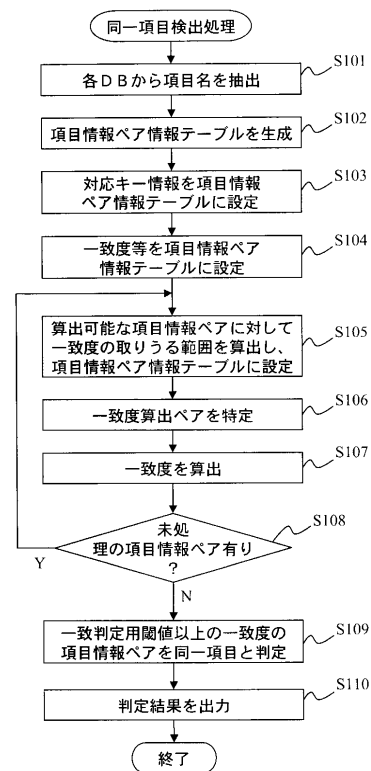 同一項目検出処理
S101
各ＤＢから項目名を抽出
S102
項目情報ペア情報テーブルを生成
S103
対応キー情報を項目情報
ペア情報テーブルに設定
S104
一致度等を項目情報ペア
情報テーブルに設定
S105
算出可能な項目情報ペアに対して
一致度の取りうる範囲を算出し、
項目情報ペア情報テーブルに設定
S106
一致度算出ペアを特定
S107
一致度を算出
S108
未処
理の項目情報ペア有り
？
Y
N
S109
一致判定用閾値以上の一致度の
項目情報ペアを同一項目と判定
S110
判定結果を出力
終了